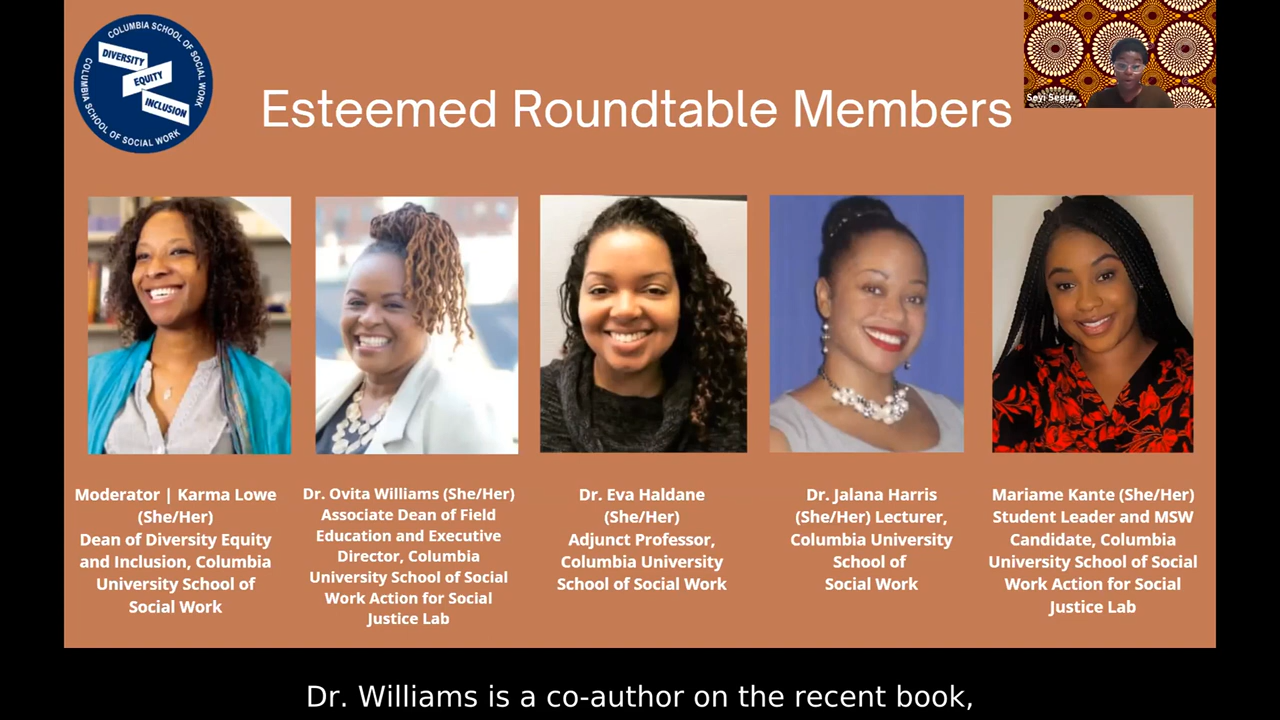 COLUMBIA SCHOOL OF SOCIAL WORK
COLUMBIA SCHOOL OF SOCIAL WORK
DIVERSITY
EQUITY
INCLUSION
Esteemed Roundtable Members
Seyi Segun
Moderator | Karma Lowe
(She/Her)
Dean of Diversity Equity
and Inclusion, Columbia
University School of
Social Work
Dr. Ovita Williams (She/Her)
Associate Dean of Field
Education and Executive
Director, Columbia
University School of Social
Work Action for Social
Justice Lab
Dr. Eva Haldane
(She/Her)
Adjunct Professor,
Columbia University
School of Social Work
Dr. Jalana Harris
(She/Her) Lecturer,
Columbia University
School of
Social Work
Mariame Kante (She/Her)
Student Leader and MSW
Candidate, Columbia
University School of Social
Work Action for Social
Justice Lab
Dr. Williams is a co-author on the recent book,